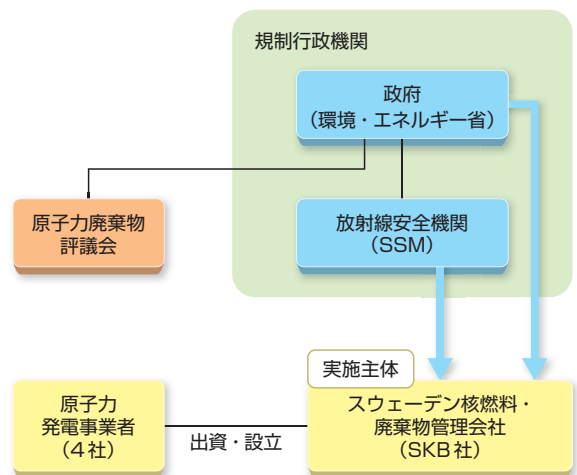 規制行政機関
政府
（環境・エネルギー省）
原子力廃棄物
評議会
放射線安全機関
（SSM）
実施主体
原子力
発電事業者
（4社）
出資・設立
スウェーデン核燃料・
廃棄物管理会社
（SKB社）